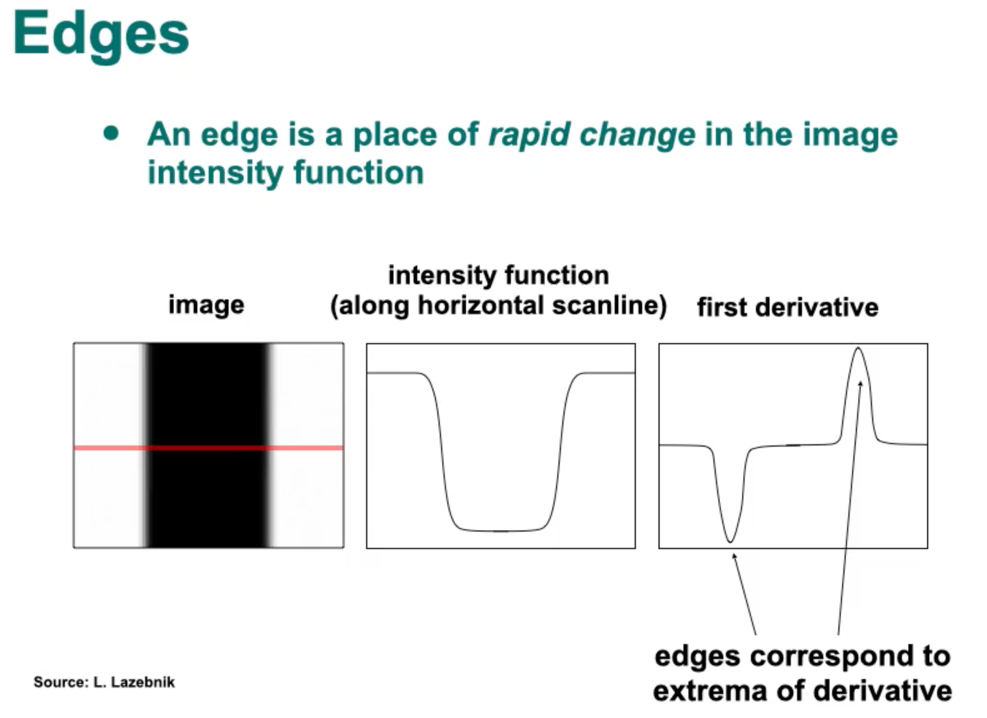 Edges
• An edge is a place of rapid change in the image
intensity function
image
intensity function
(along horizontal scanline)
first derivative
edges correspond to
extrema of derivative
Source: L. Lazebnik